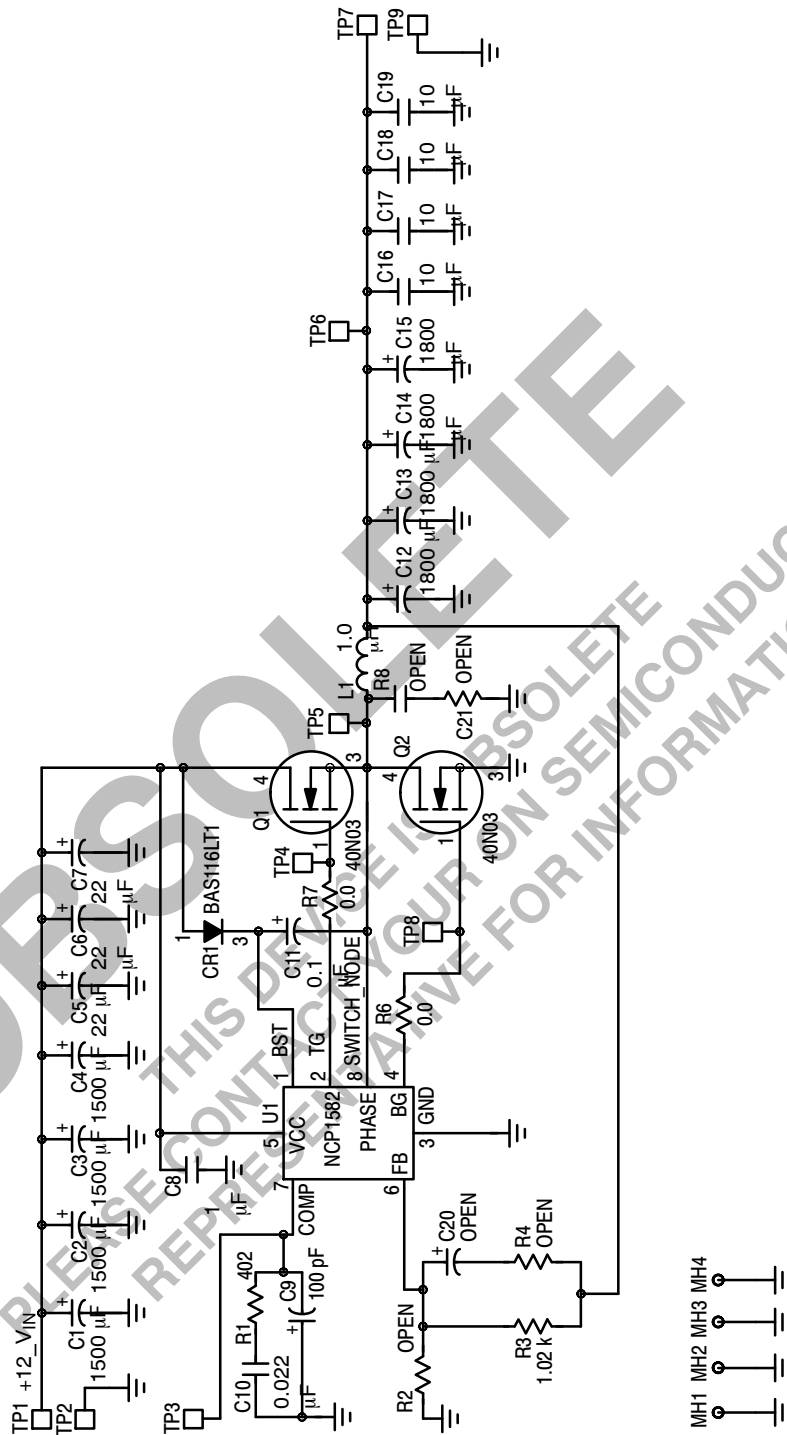 TP1
+12_VIN
TP2
C1
1500 µF
C2
1500 µF
C3
1500 µF
C4
1500 µF
C5
22
µF
C6
22
µF
C7
22
µF
TP3
C8
1
µF
COMP
7
5
VCC
U1
NCP1582
PHASE
FB
BG
6
3
GND
1
BST
2
TG
8
SWITCH_NODE
4
C10
0.022
µF
R1
402
C9
100 pF
CR1
BAS116LT1
1
3
C11
0.1
µF
R7
0.0
TP4
Q1
4
1
3
40N03
R6
0.0
TP8
Q2
4
1
40N03
TP5
L1
1.0
µF
R8
OPEN
C21
OPEN
C12
1800 µF
C13
1800 µF
C14
1800
µF
C15
1800
µF
TP6
C16
10
µF
C17
10
µF
C18
10
µF
C19
10
µF
TP7
TP9
R2
OPEN
C20
OPEN
R3
1.02 k
R4
OPEN
MH1
MH2
MH3
MH4
OBSOLETE
THIS DEVICE IS OBSOLETE
PLEASE CONTACT YOUR ON SEMICONDUC
REPRESENTATIVE FOR INFORMATI